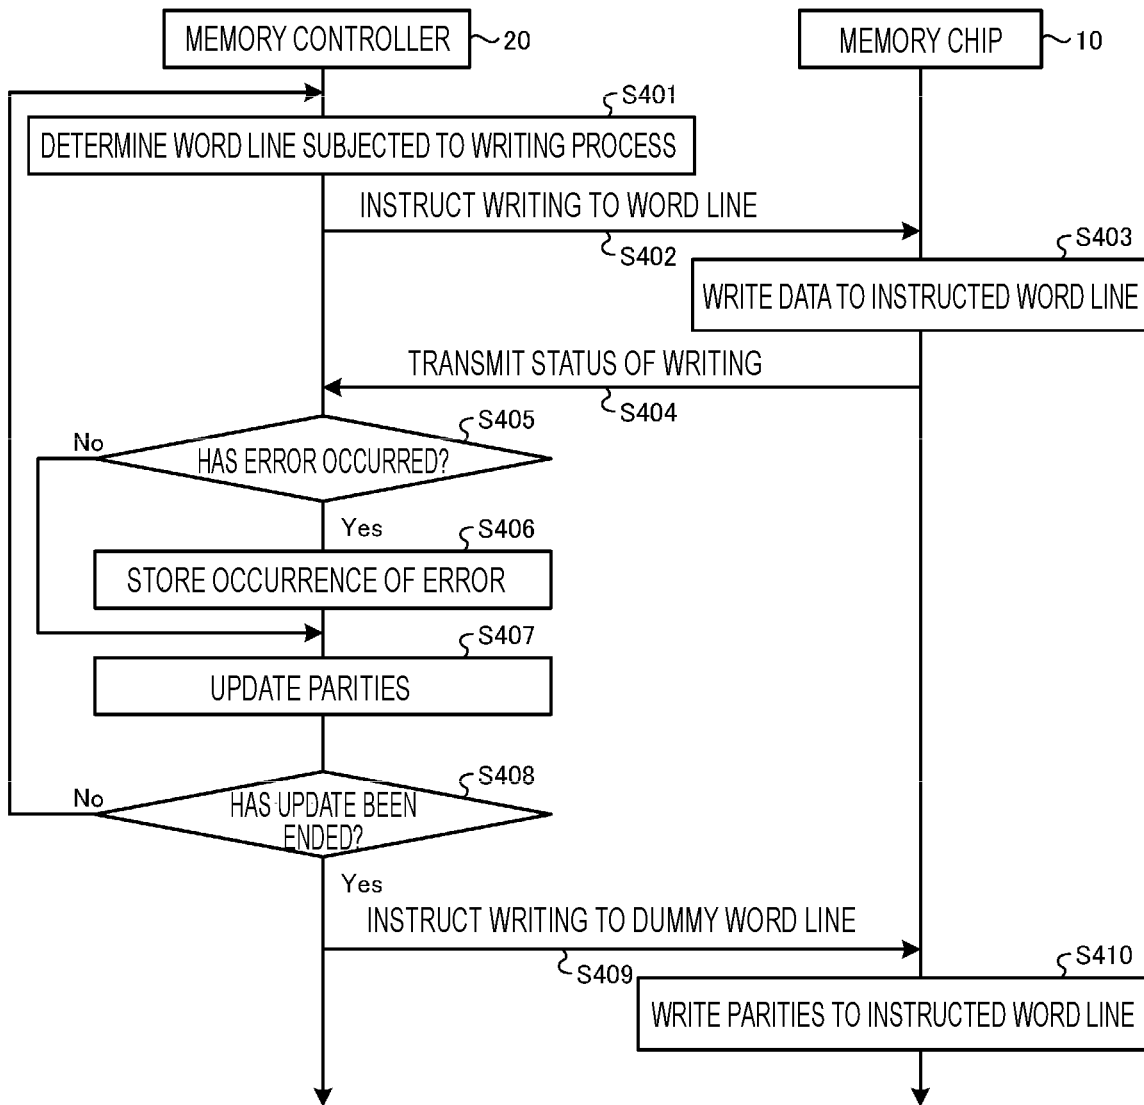 MEMORY CONTROLLER
20
MEMORY CHIP
10
S401
DETERMINE WORD LINE SUBJECTED TO WRITING PROCESS
INSTRUCT WRITING TO WORD LINE
S402
S403
WRITE DATA TO INSTRUCTED WORD LINE
TRANSMIT STATUS OF WRITING
S404
S405
No
HAS ERROR OCCURRED?
Yes
S406
STORE OCCURRENCE OF ERROR
S407
UPDATE PARITIES
S408
No
HAS UPDATE BEEN
ENDED?
Yes
INSTRUCT WRITING TO DUMMY WORD LINE
S409
S410
WRITE PARITIES TO INSTRUCTED WORD LINE